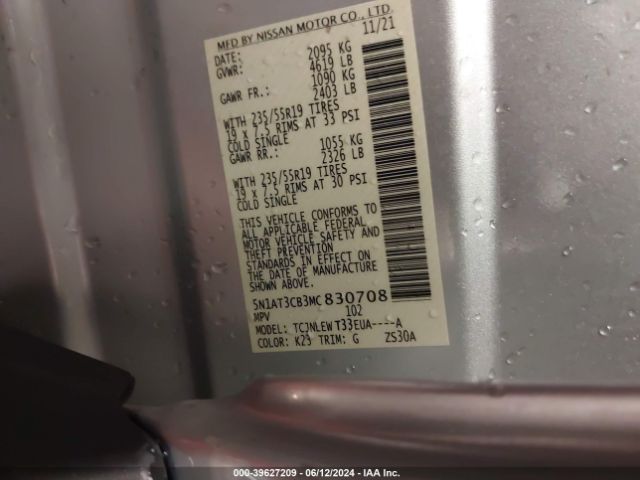 MFD BY NISSAN MOTOR CO., LTD.
DATE: 11/21
GVWR: 2095 KG
4619 LB
GAWR FR.: 1090 KG
2403 LB
WITH 235/55R19 TIRES
19 x 7.5 RIMS AT 33 PSI
COLD SINGLE
GAWR RR.: 1055 KG
2326 LB
WITH 235/55R19 TIRES
19 x 7.5 RIMS AT 30 PSI
COLD SINGLE
THIS VEHICLE CONFORMS TO
ALL APPLICABLE FEDERAL
MOTOR VEHICLE SAFETY AND
THEFT PREVENTION
STANDARDS IN EFFECT ON
THE DATE OF MANUFACTURE
SHOWN ABOVE.
5N1AT3CB3MC830708
MPV 102
MODEL: TCJNLEW T33EUA----A
COLOR: K23 TRIM: G ZS30A
000-39627209 - 06/12/2024 - IAA Inc.